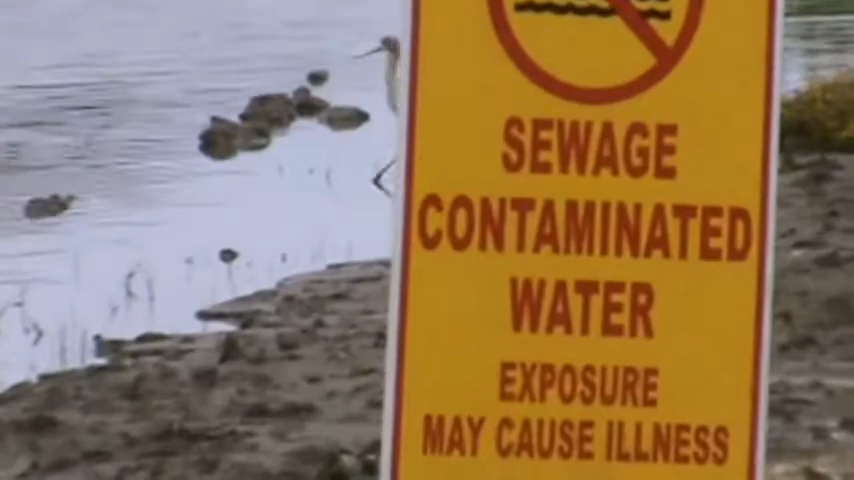 SEWAGE
CONTAMINATED
WATER
EXPOSURE
MAY CAUSE ILLNESS